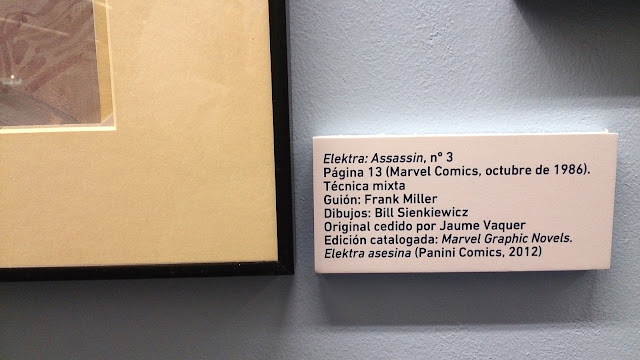 Elektra: Assassin, nº 3
Página 13 (Marvel Comics, octubre de 1986).
Técnica mixta
Guión: Frank Miller
Dibujos: Bill Sienkiewicz
Original cedido por Jaume Vaquer
Edición catalogada: Marvel Graphic Novels.
Elektra asesina (Panini Comics, 2012)